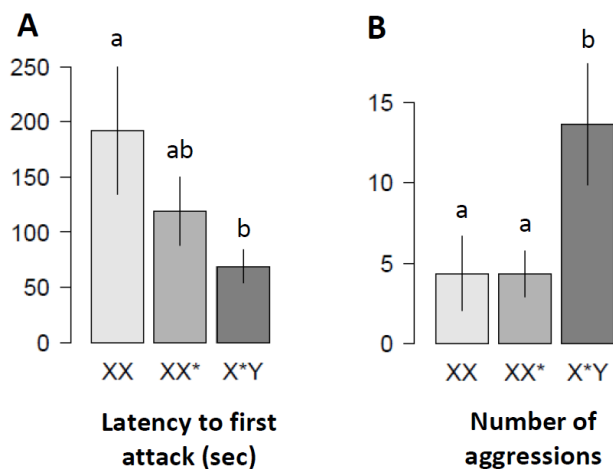 A
a
250
200
150
100
50
0
ab
b
XX XX* X*Y
Latency to first
attack (sec)
B
b
15
10
5
0
a a
XX XX* X*Y
Number of
aggressions